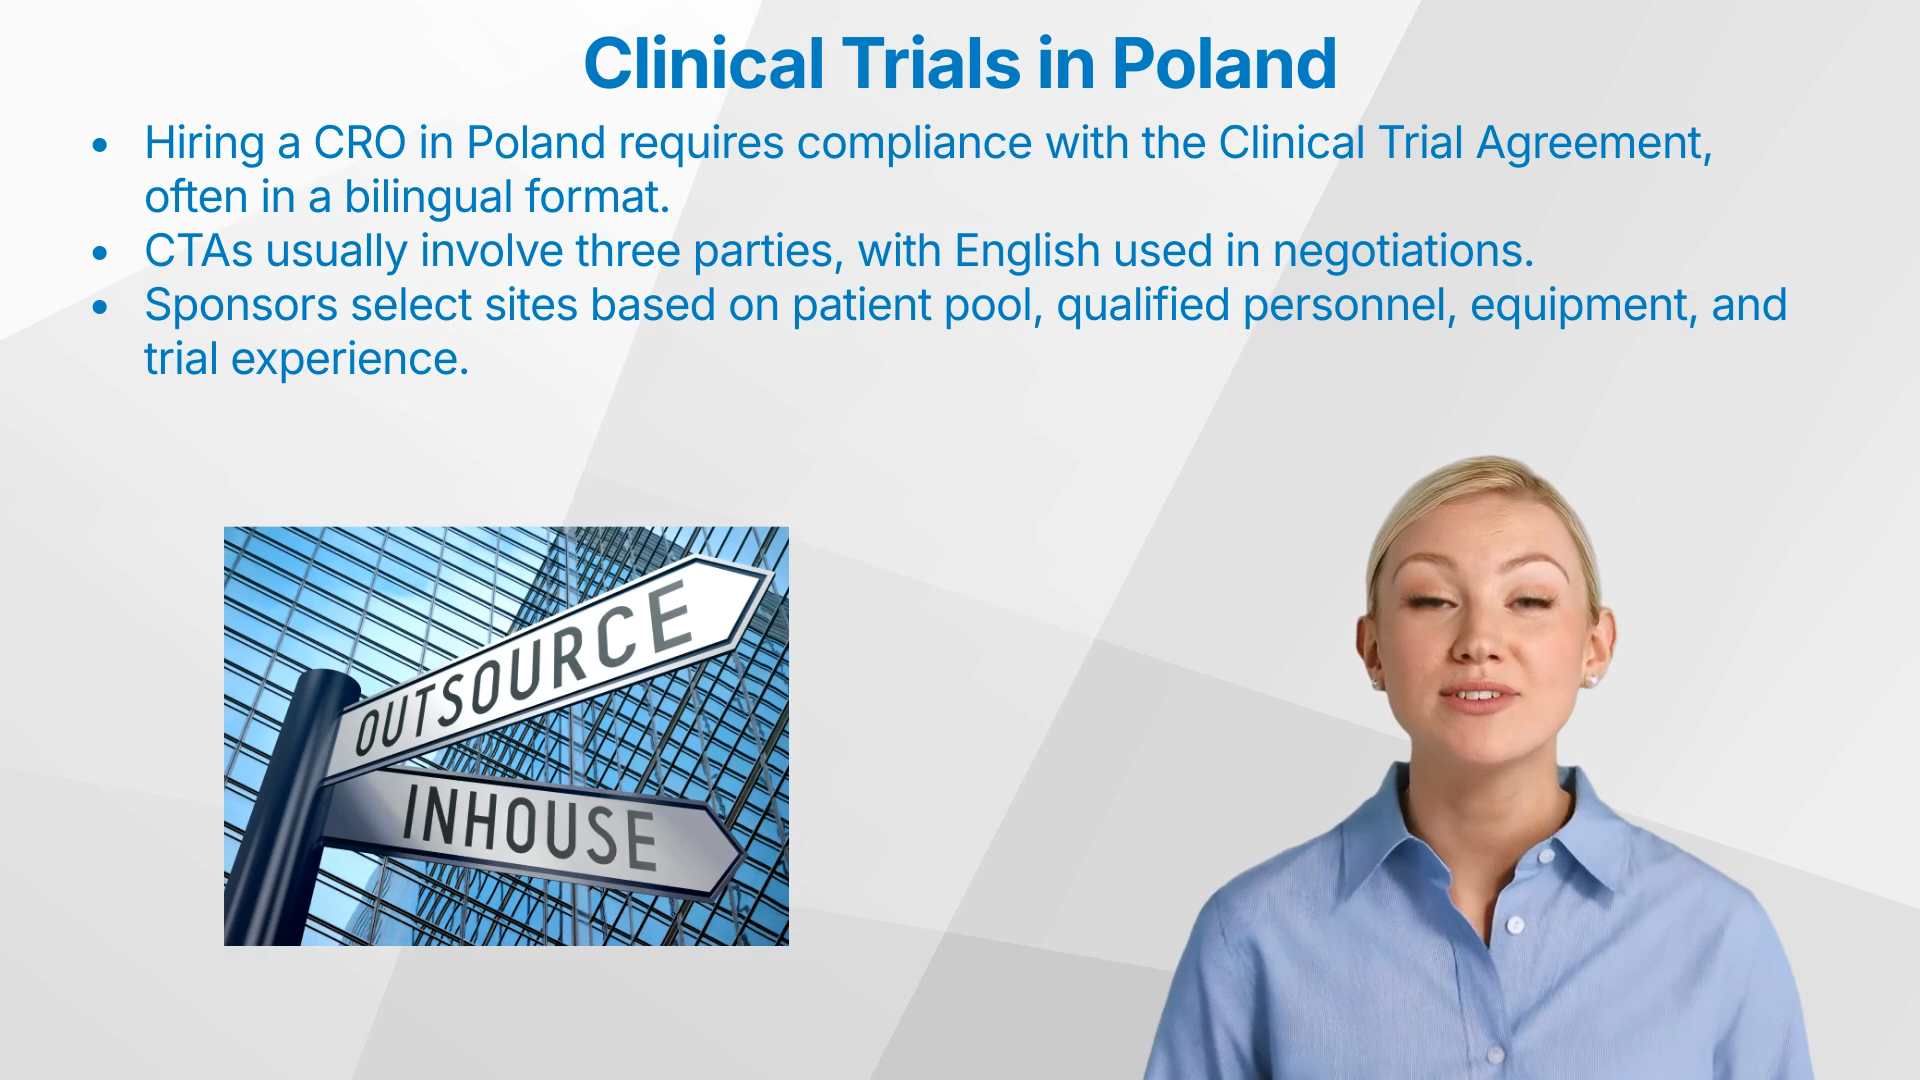 Clinical Trials in Poland
• Hiring a CRO in Poland requires compliance with the Clinical Trial Agreement,
often in a bilingual format.
• CTAs usually involve three parties, with English used in negotiations.
• Sponsors select sites based on patient pool, qualified personnel, equipment, and
trial experience.
OUTSOURCE
INHOUSE